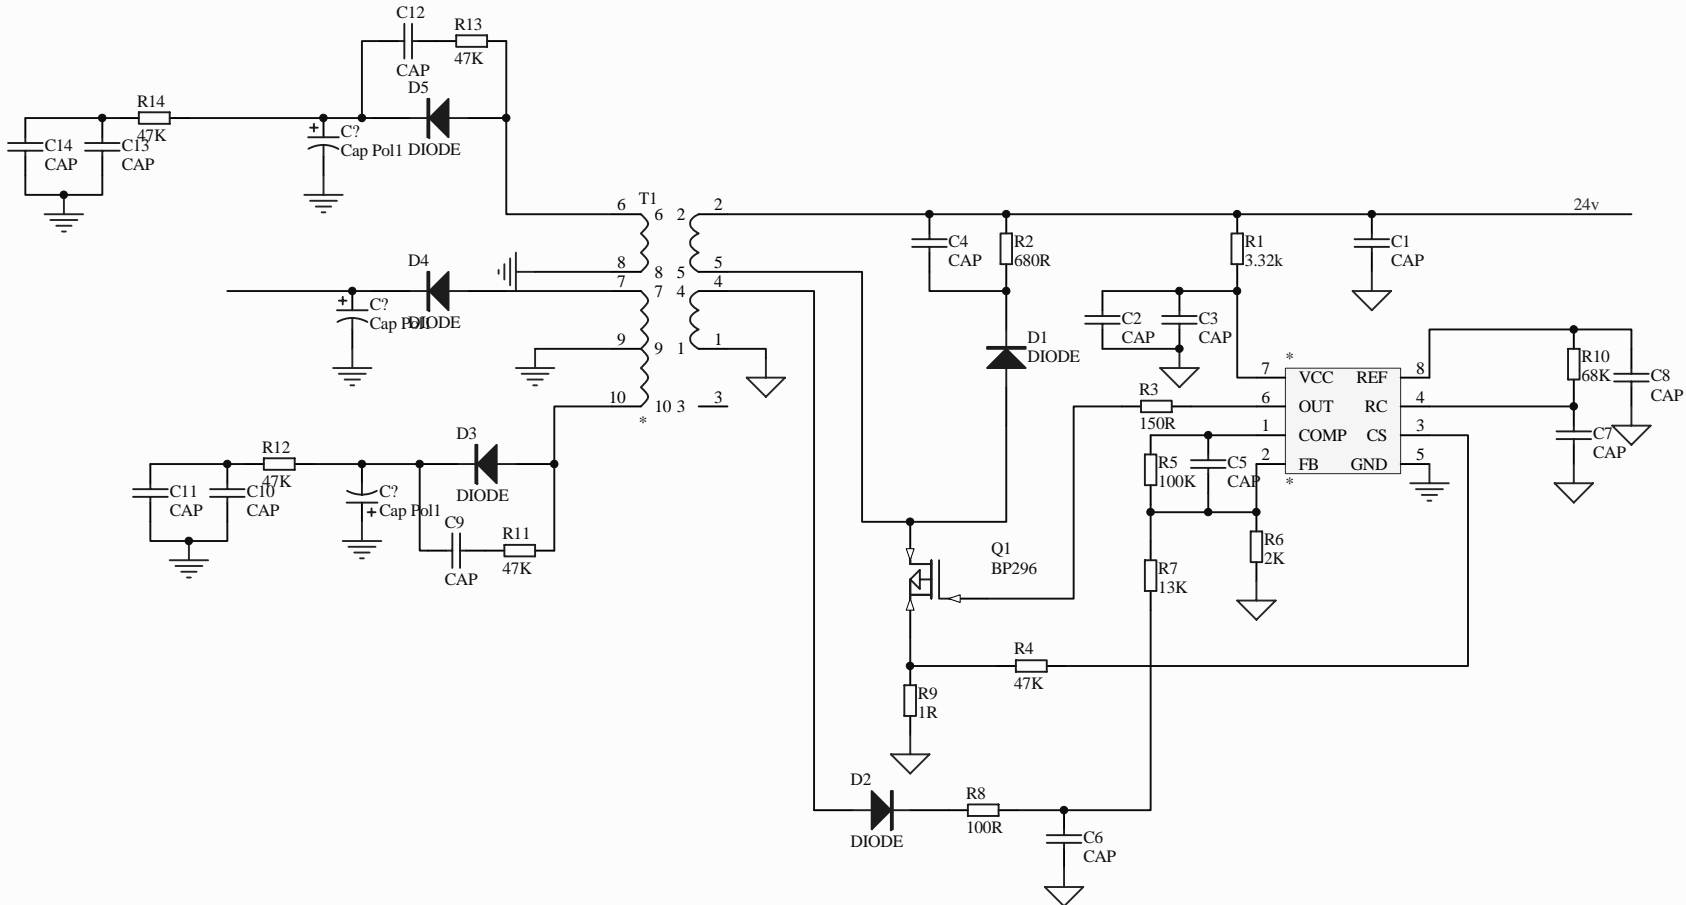 C12
R13
47K
CAP
D5
DIODE
R14
47K
C14
CAP
C13
CAP
+
C?
Cap Pol1
T1
6
6 2
2
8
8 5
5
7
7 4
4
9
9 1
1
10
10 3
3
*
D4
DIODE
+
C?
Cap Pol1
D3
DIODE
R12
47K
C11
CAP
C10
CAP
C?
+
Cap Pol1
C9
CAP
R11
47K
24v
C4
CAP
R2
680R
R1
3.32k
C1
CAP
C2
CAP
C3
CAP
D1
DIODE
R3
150R
*
7 VCC REF 8
6 OUT RC 4
1 COMP CS 3
2 FB GND 5
*
R10
68K
C8
CAP
C7
CAP
R5
100K
C5
CAP
R6
2K
R7
13K
Q1
BP296
R4
47K
R9
1R
D2
DIODE
R8
100R
C6
CAP